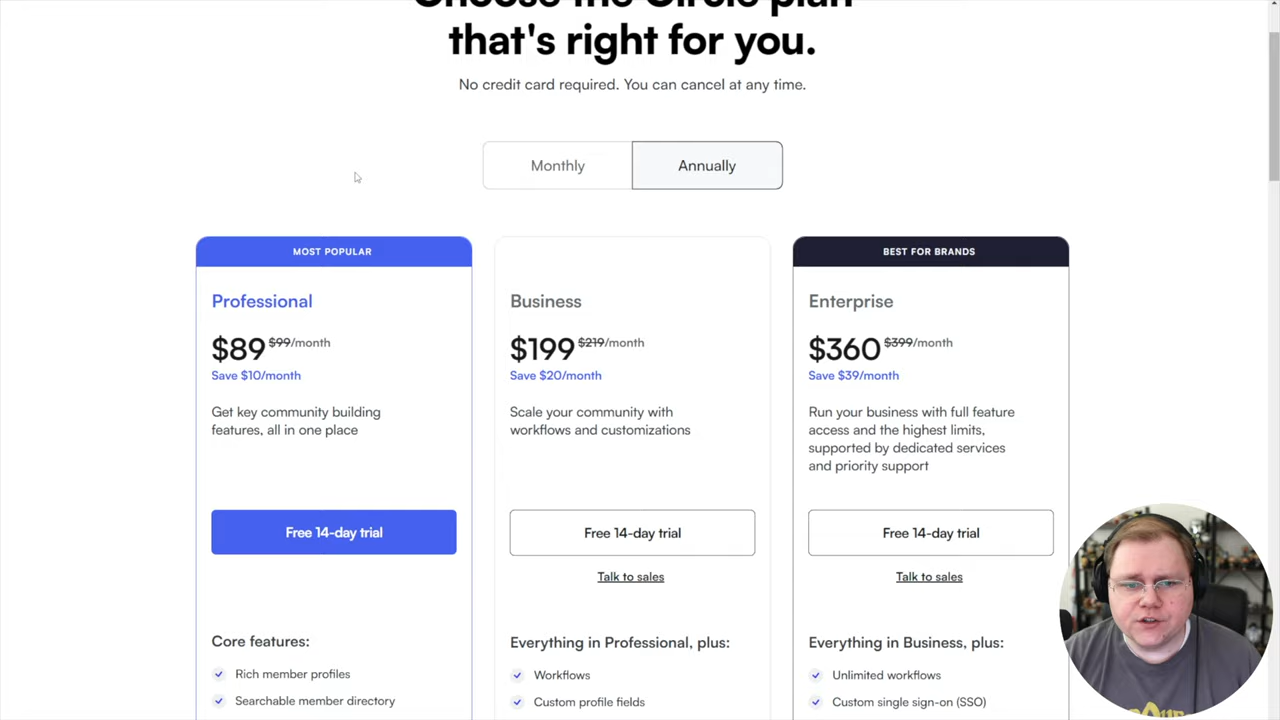 Choose the Circle plan
that's right for you.
No credit card required. You can cancel at any time.
Monthly
Annually
MOST POPULAR
Professional
$89 $99/month
Save $10/month
Get key community building
features, all in one place
Free 14-day trial
Core features:
Rich member profiles
Searchable member directory
Business
$199 $219/month
Save $20/month
Scale your community with
workflows and customizations
Free 14-day trial
Talk to sales
Everything in Professional, plus:
Workflows
Custom profile fields
BEST FOR BRANDS
Enterprise
$360 $399/month
Save $39/month
Run your business with full feature
access and the highest limits,
supported by dedicated services
and priority support
Free 14-day trial
Talk to sales
Everything in Business, plus:
Unlimited workflows
Custom single sign-on (SSO)